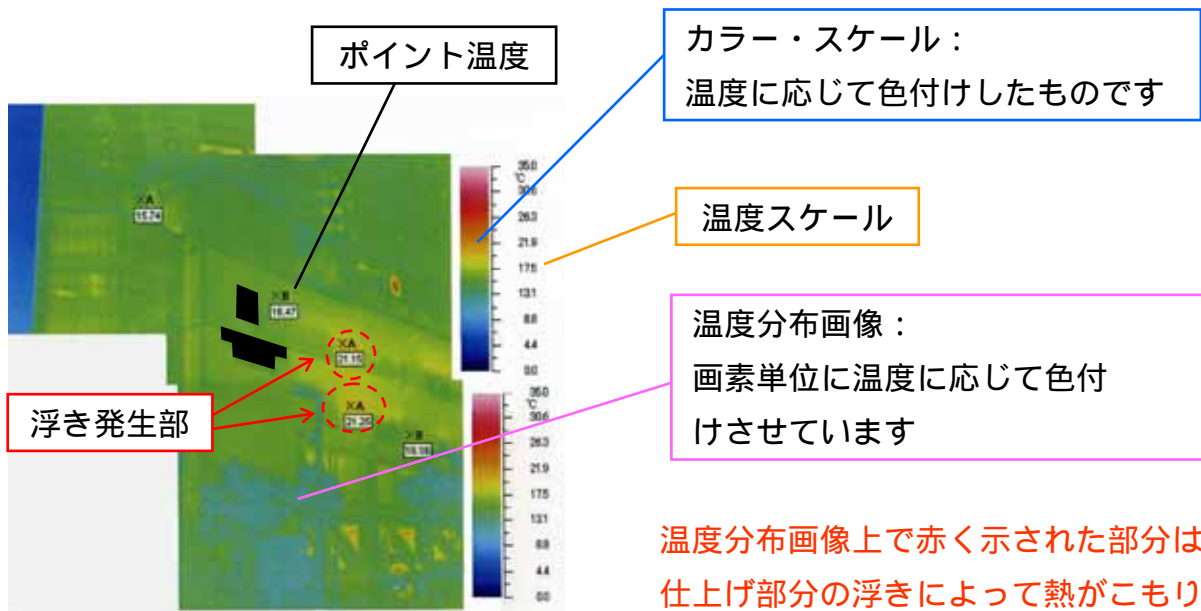 ポイント温度
カラー・スケール：
温度に応じて色付けしたものです
温度スケール
温度分布画像：
画素単位に温度に応じて色付
けさせています
浮き発生部
温度分布画像上で赤く示された部分は
仕上げ部分の浮きによって熱がこもり
×A
15.74
×B
×A
21.15
×A
×B
35.0
℃
30.6
26.3
21.9
17.5
13.1
8.8
4.4
0.0
35.0
℃
30.6
26.3
21.9
17.5
13.1
8.8
4.4
0.0